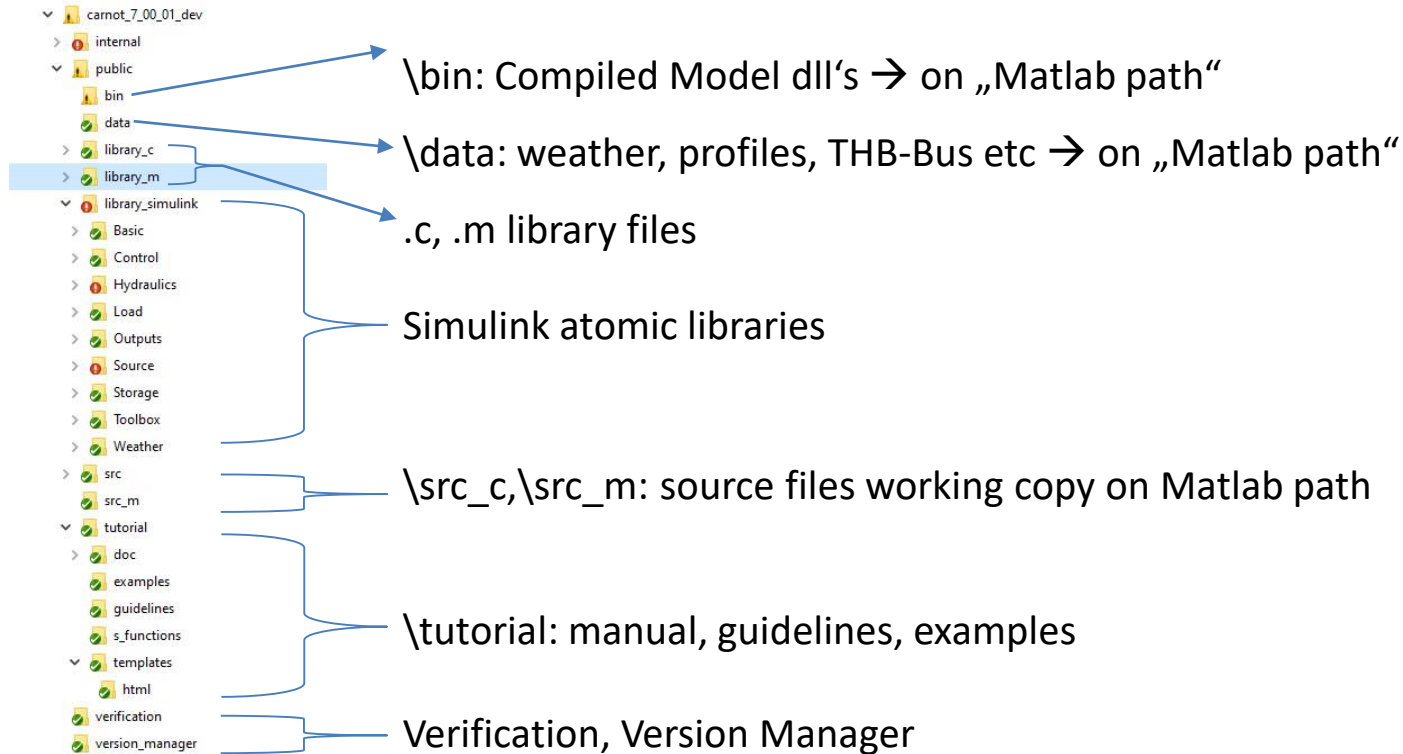 carnot_7_00_01_dev
internal
public
bin
data
library_c
library_m
library_simulink
Basic
Control
Hydraulics
Load
Outputs
Source
Storage
Toolbox
Weather
src
src_m
tutorial
doc
examples
guidelines
s_functions
templates
html
verification
version_manager
\bin: Compiled Model dll‘s → on „Matlab path“
\data: weather, profiles, THB-Bus etc → on „Matlab path“
.c, .m library files
Simulink atomic libraries
\src_c,\src_m: source files working copy on Matlab path
\tutorial: manual, guidelines, examples
Verification, Version Manager